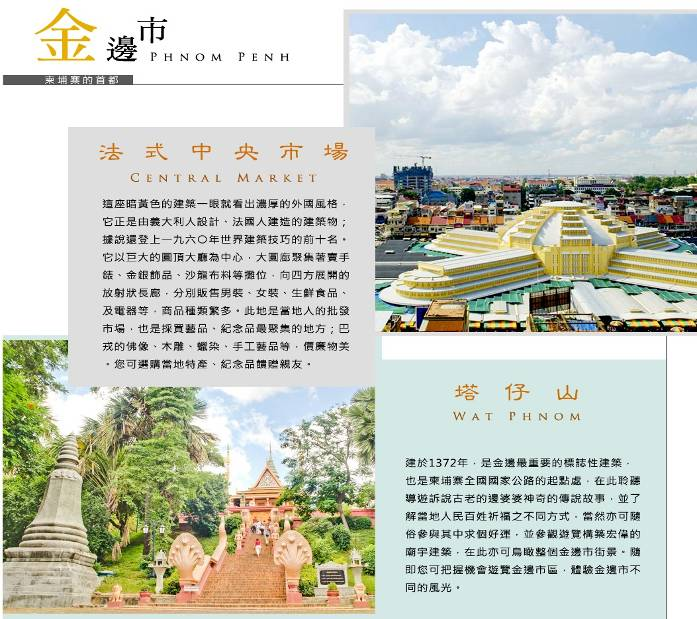 金邊市
PHNOM PENH
柬埔寨的首都
法式中央市場
CENTRAL MARKET
這座暗黃色的建築一眼就看出濃厚的外國風格，
它正是由義大利人設計、法國人建造的建築物；
據說還登上一九六〇年世界建築技巧的前十名。
它以巨大的圓頂大廳為中心，大圓廊聚集著賣手
錶、金銀飾品、沙龍布料等攤位，向四方展開的
放射狀長廊，分別販售男裝、女裝、生鮮食品、
及電器等，商品種類繁多。此地是當地人的批發
市場，也是採買藝品、紀念品最聚集的地方；巴
戎的佛像、木雕、蠟染、手工藝品等，價廉物美
。您可選購當地特產、紀念品饋贈親友。
塔仔山
WAT PHNOM
建於1372年，是金邊最重要的標誌性建築，
也是柬埔寨全國國家公路的起點處，在此聆聽
導遊訴說古老的邊婆婆神奇的傳說故事，並了
解當地人民百姓祈福之不同方式，當然亦可隨
俗參與其中求個好運，並參觀遊覽構築宏偉的
廟宇建築，在此亦可鳥瞰整個金邊市街景。隨
即您可把握機會遊覽金邊市區，體驗金邊市不
同的風光。